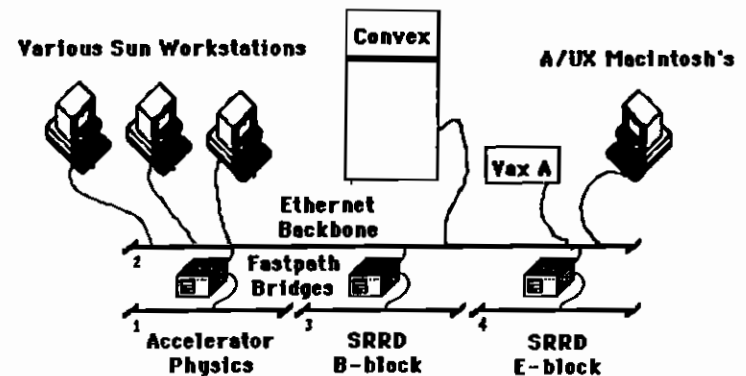 Various Sun Workstations
Convex
A/UX Macintosh's
Vax A
Ethernet
Backbone
2
Fastpath
Bridges
1
3
4
Accelerator
Physics
SRRD
B-block
SRRD
E-block